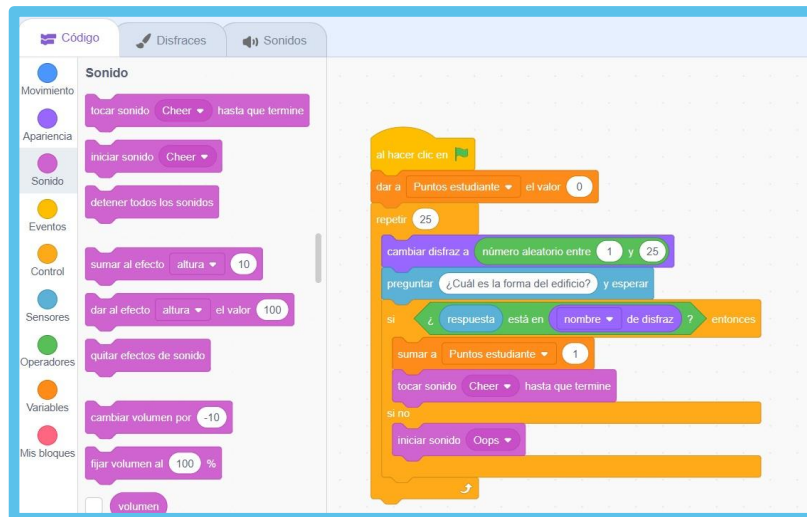 Código
Disfraces
Sonidos
Movimiento
Apariencia
Sonido
Eventos
Control
Sensores
Operadores
Variables
Mis bloques
Sonido
tocar sonido Cheer hasta que termine
iniciar sonido Cheer
detener todos los sonidos
sumar al efecto altura 10
dar al efecto altura el valor 100
quitar efectos de sonido
cambiar volumen por -10
fijar volumen al 100 %
volumen
al hacer clic en
dar a Puntos estudiante el valor 0
repetir 25
cambiar disfraz a número aleatorio entre 1 y 25
preguntar ¿Cuál es la forma del edificio? y esperar
si ¿ respuesta está en nombre de disfraz ? entonces
sumar a Puntos estudiante 1
tocar sonido Cheer hasta que termine
si no
iniciar sonido Oops